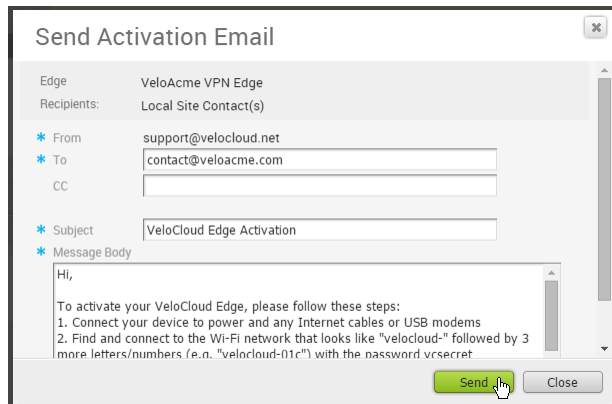 Send Activation Email
Edge VeloAcme VPN Edge
Recipients: Local Site Contact(s)
* From support@velocloud.net
* To contact@veloacme.com
CC
* Subject VeloCloud Edge Activation
* Message Body
Hi,
To activate your VeloCloud Edge, please follow these steps:
1. Connect your device to power and any Internet cables or USB modems
2. Find and connect to the Wi-Fi network that looks like "velocloud-" followed by 3
more letters/numbers (e.g. "velocloud-01c") with the password vcsecret
Send Close